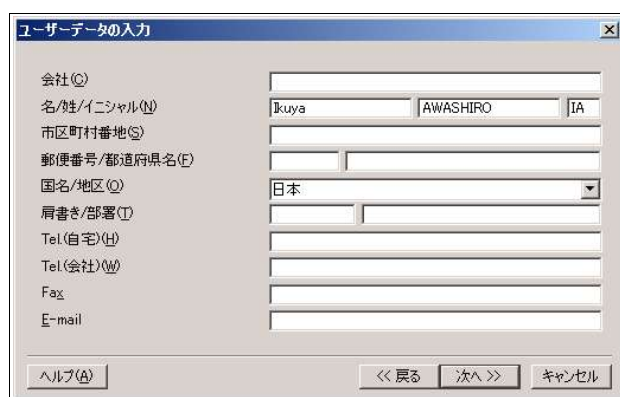 ユーザーデータの入力
会社(C)
名/姓/イニシャル(N) Ikuya AWASHIRO IA
市区町村番地(S)
郵便番号/都道府県名(F)
国名/地区(O) 日本
肩書き/部署(T)
Tel.(自宅)(H)
Tel.(会社)(W)
Fax
E-mail
ヘルプ(A) << 戻る 次へ >> キャンセル